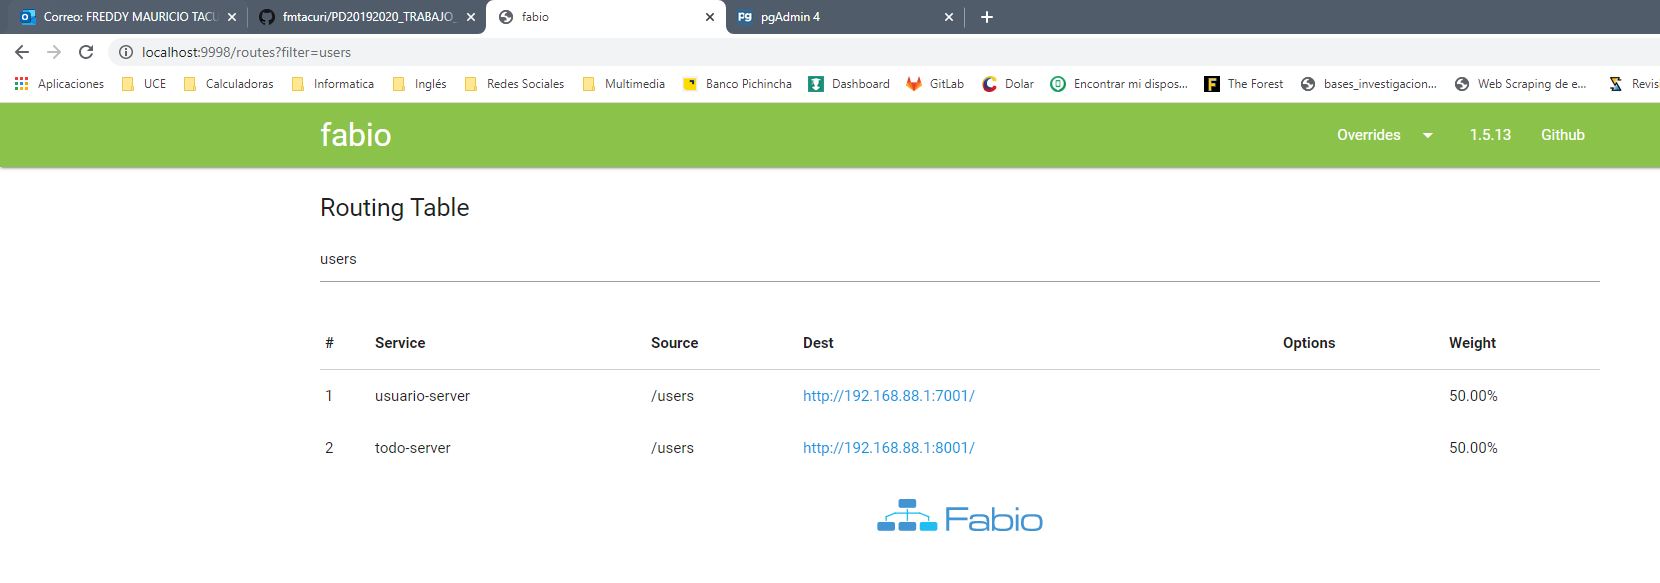 Correo: FREDDY MAURICIO TACU
fmtacuri/PD20192020_TRABAJO_
fabio
pgAdmin 4
localhost:9998/routes?filter=users
Aplicaciones UCE Calculadoras Informatica Inglés Redes Sociales Multimedia Banco Pichincha Dashboard GitLab Dolar Encontrar mi dispos... The Forest bases_investigacion... Web Scraping de e... Revis
fabio
Overrides 1.5.13 Github
Routing Table
users
# Service Source Dest Options Weight
1 usuario-server /users http://192.168.88.1:7001/ 50.00%
2 todo-server /users http://192.168.88.1:8001/ 50.00%
Fabio